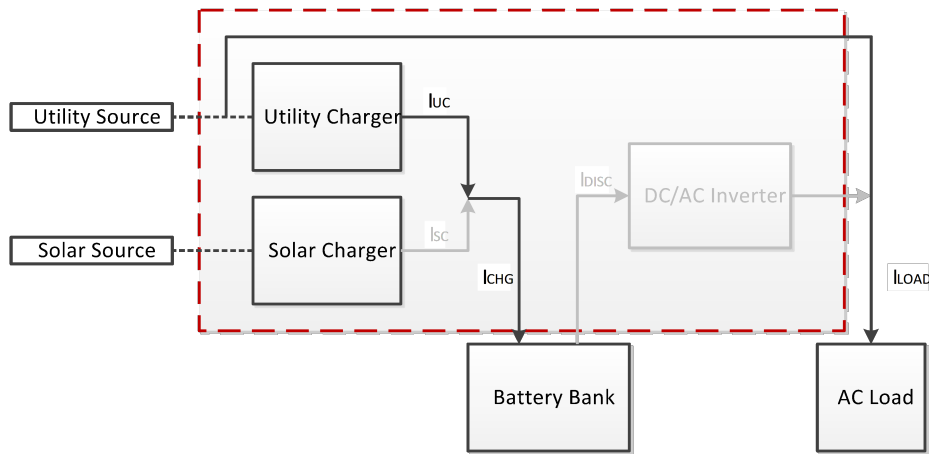 Utility Source
Utility Charger
IUC
IDISC
DC/AC Inverter
Solar Source
Solar Charger
ISC
ICHG
ILOAD
Battery Bank
AC Load